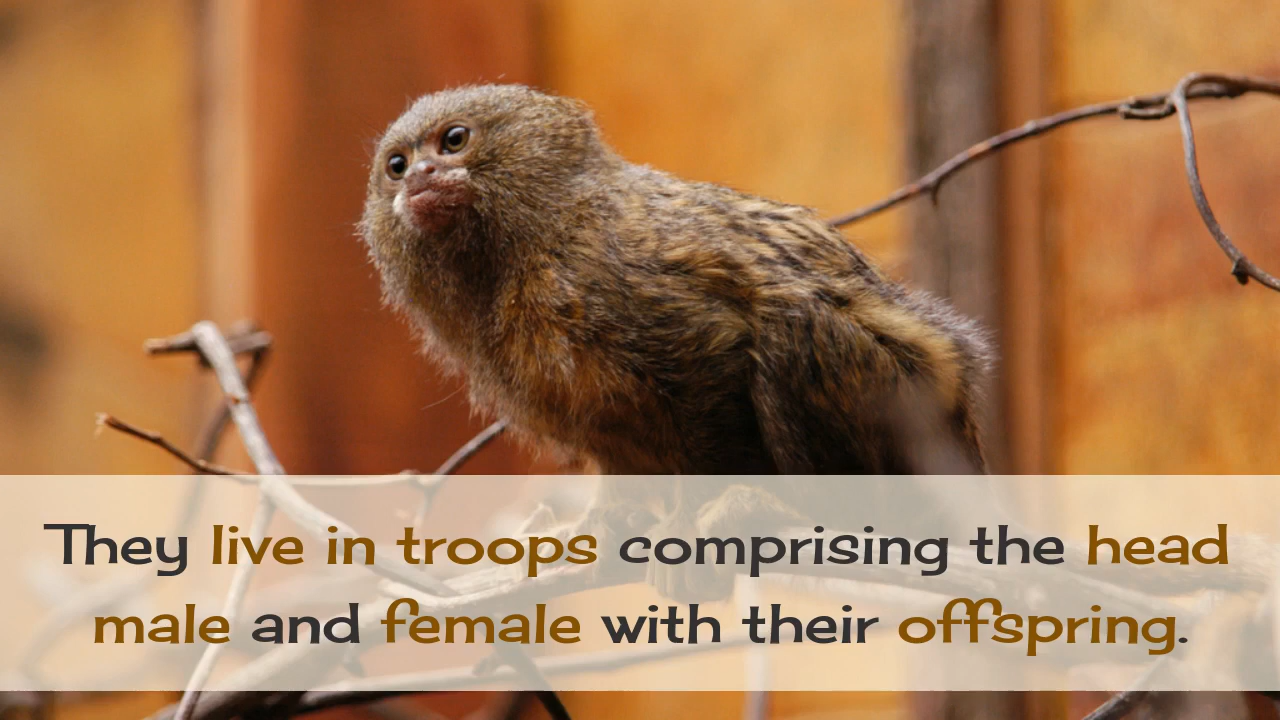 They live in troops comprising the head
male and female with their offspring.